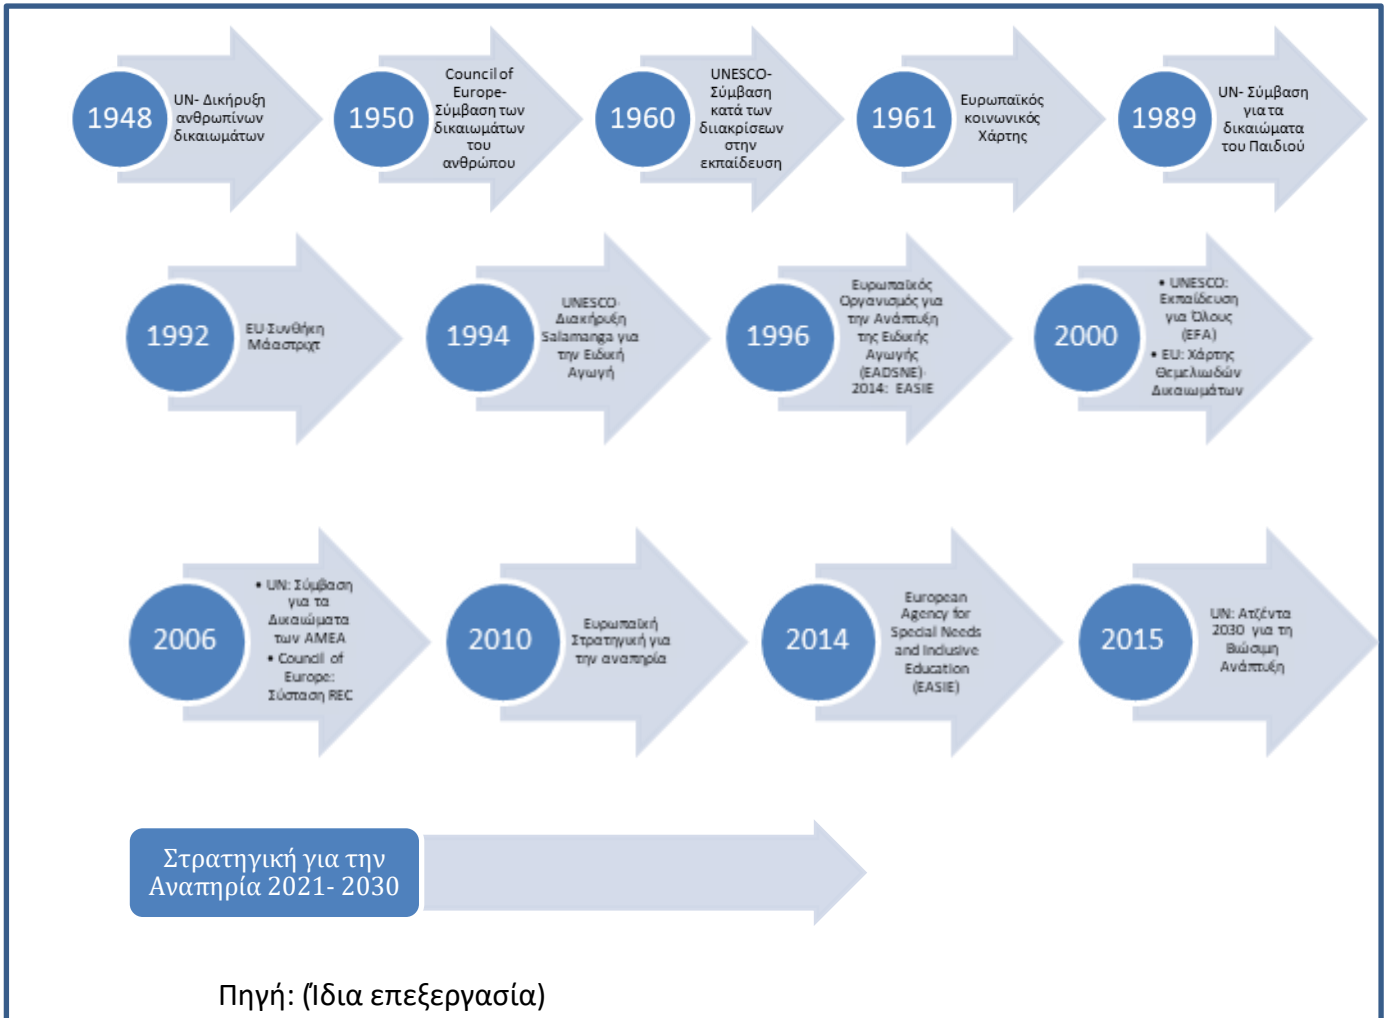 1948
UN- Δικήρυξη
ανθρωπίνων
δικαιωμάτων
1950
Council of
Europe-
Σύμβαση των
δικαιωμάτων
του
ανθρώπου
1960
UNESCO-
Σύμβαση
κατά των
διιακρίσεων
στην
εκπαίδευση
1961
Ευρωπαϊκός
κοινωνικός
Χάρτης
1989
UN- Σύμβαση
για τα
δικαιώματα
του Παιδιού
1992
EU Συνθήκη
Μάαστριχτ
1994
UNESCO-
Διακήρυξη
Salamanga για
την Ειδική
Αγωγή
1996
Ευρωπαϊκός
Οργανισμός για
την Ανάπτυξη
της Ειδικής
Αγωγής
(EADSNE)-
2014: EASIE
2000
• UNESCO:
Εκπαίδευση
για Όλους
(EFA)
• EU: Χάρτης
Θεμελιωδών
Δικαιωμάτων
2006
• UN: Σύμβαση
για τα
Δικαιώματα
των ΑΜΕΑ
• Council of
Europe:
Σύσταση REC
2010
Ευρωπαϊκή
Στρατηγική για
την αναπηρία
2014
European
Agency for
Special Needs
and Inclusive
Education
(EASIE)
2015
UN: Ατζέντα
2030 για τη
Βιώσιμη
Ανάπτυξη
Στρατηγική για την
Αναπηρία 2021- 2030
Πηγή: (Ίδια επεξεργασία)